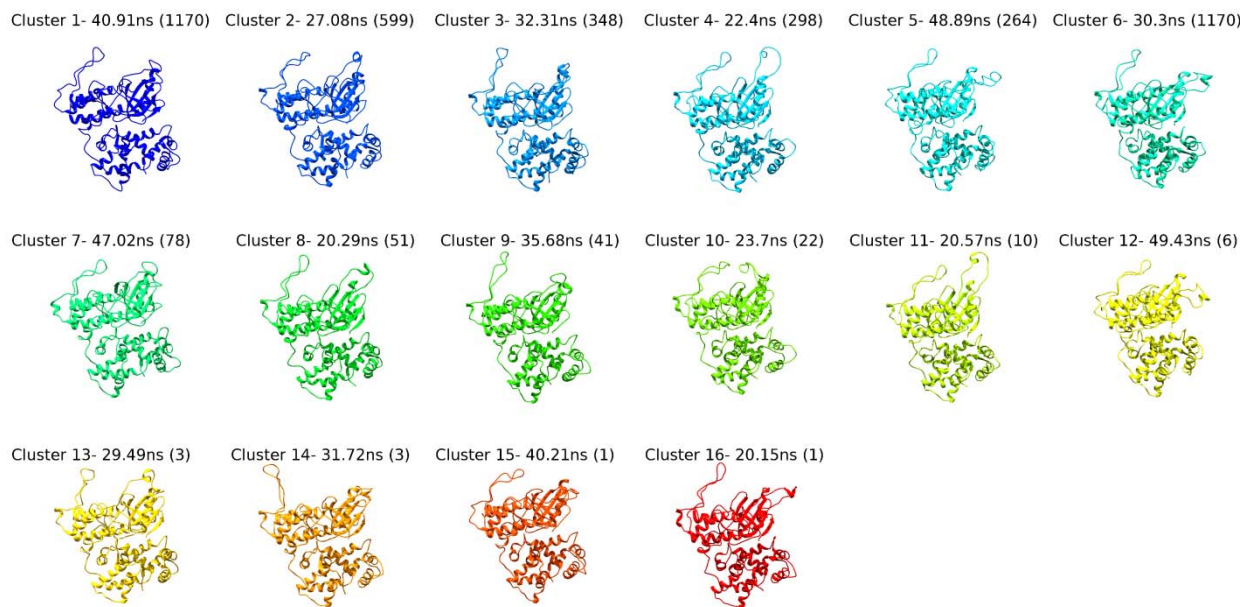 Cluster 1- 40.91ns (1170)
Cluster 2- 27.08ns (599)
Cluster 3- 32.31ns (348)
Cluster 4- 22.4ns (298)
Cluster 5- 48.89ns (264)
Cluster 6- 30.3ns (1170)
Cluster 7- 47.02ns (78)
Cluster 8- 20.29ns (51)
Cluster 9- 35.68ns (41)
Cluster 10- 23.7ns (22)
Cluster 11- 20.57ns (10)
Cluster 12- 49.43ns (6)
Cluster 13- 29.49ns (3)
Cluster 14- 31.72ns (3)
Cluster 15- 40.21ns (1)
Cluster 16- 20.15ns (1)